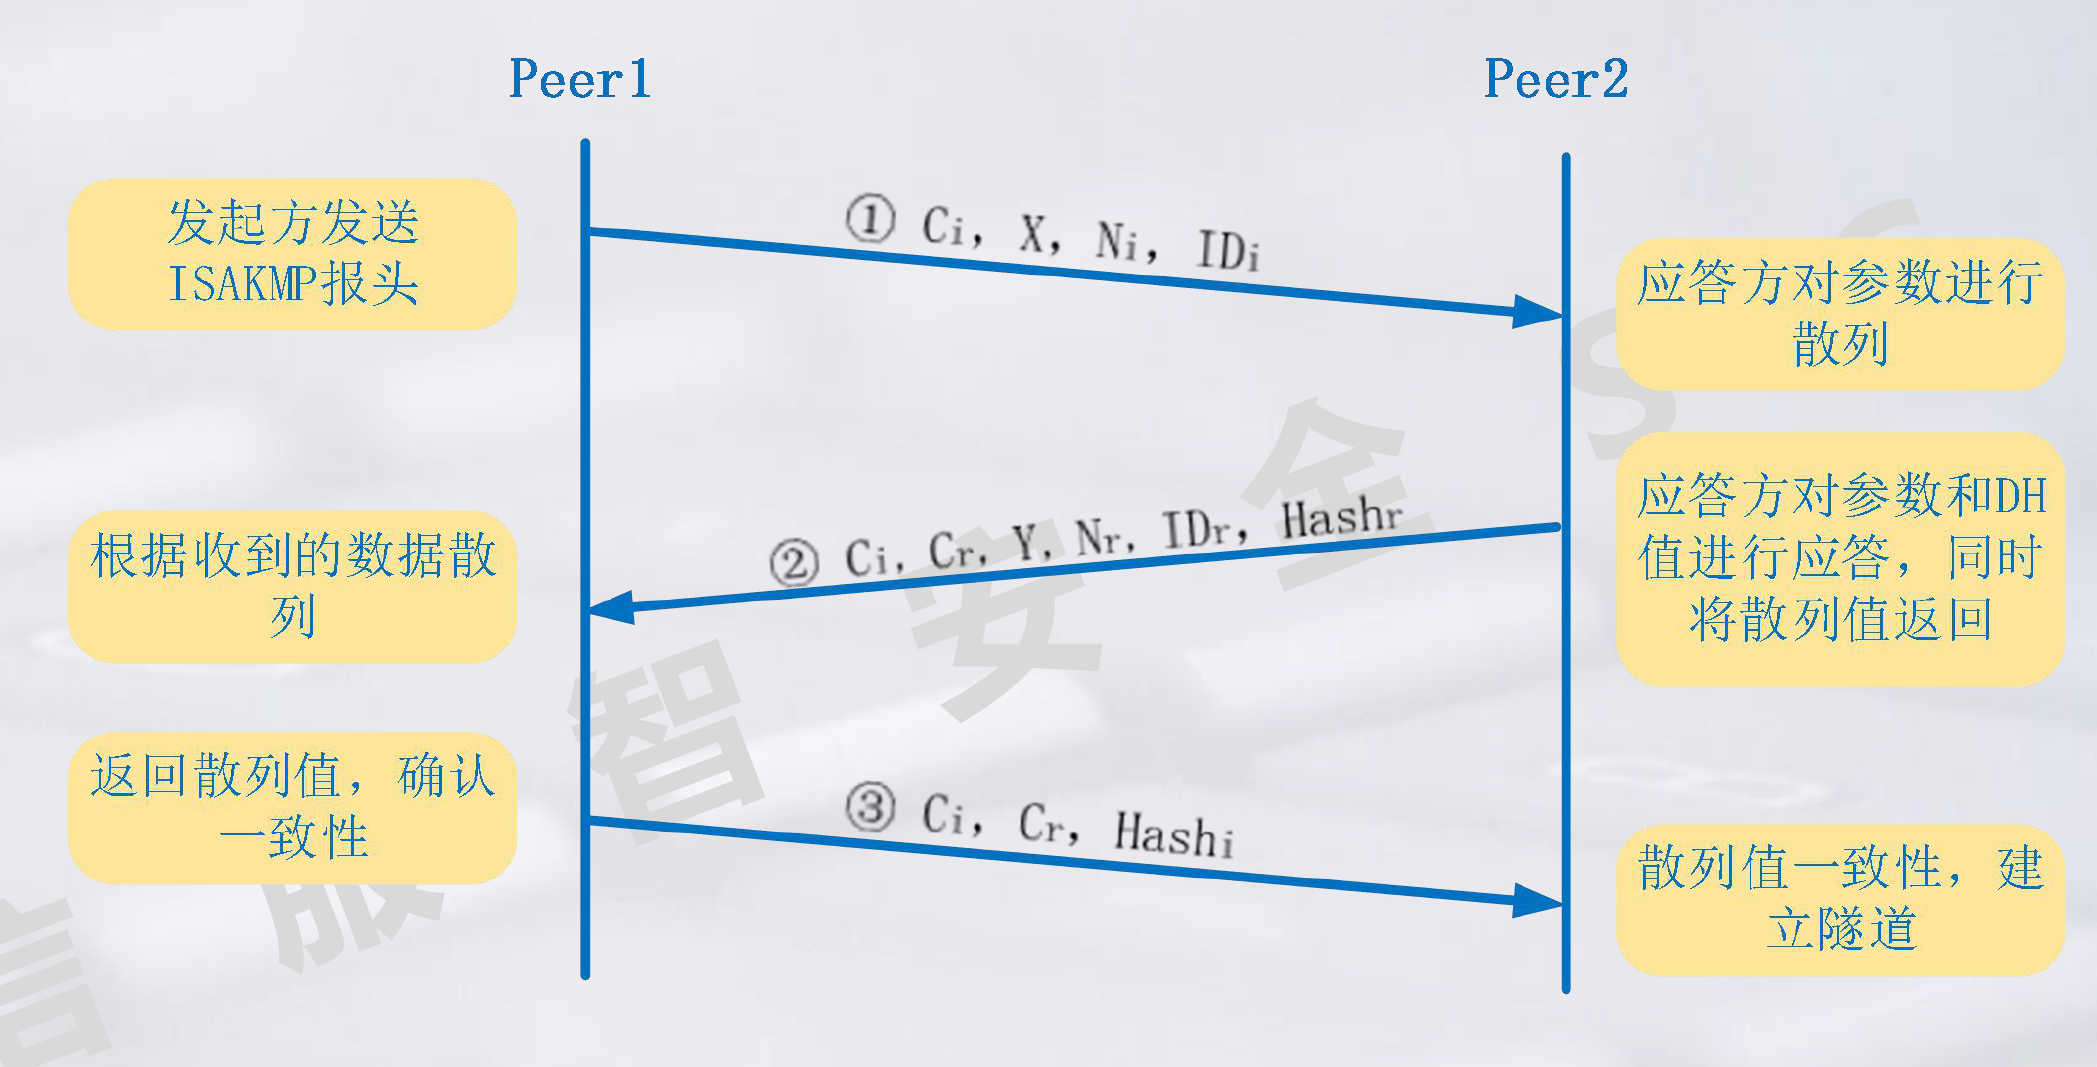 Peer1
Peer2
发起方发送
ISAKMP报头
① Ci, X, Ni, IDi
应答方对参数进行
散列
应答方对参数和DH
值进行应答，同时
将散列值返回
② Ci, Cr, Y, Nr, IDr, Hashr
根据收到的数据散
列
返回散列值，确认
一致性
③ Ci, Cr, Hashi
散列值一致性，建
立隧道
信服智安全